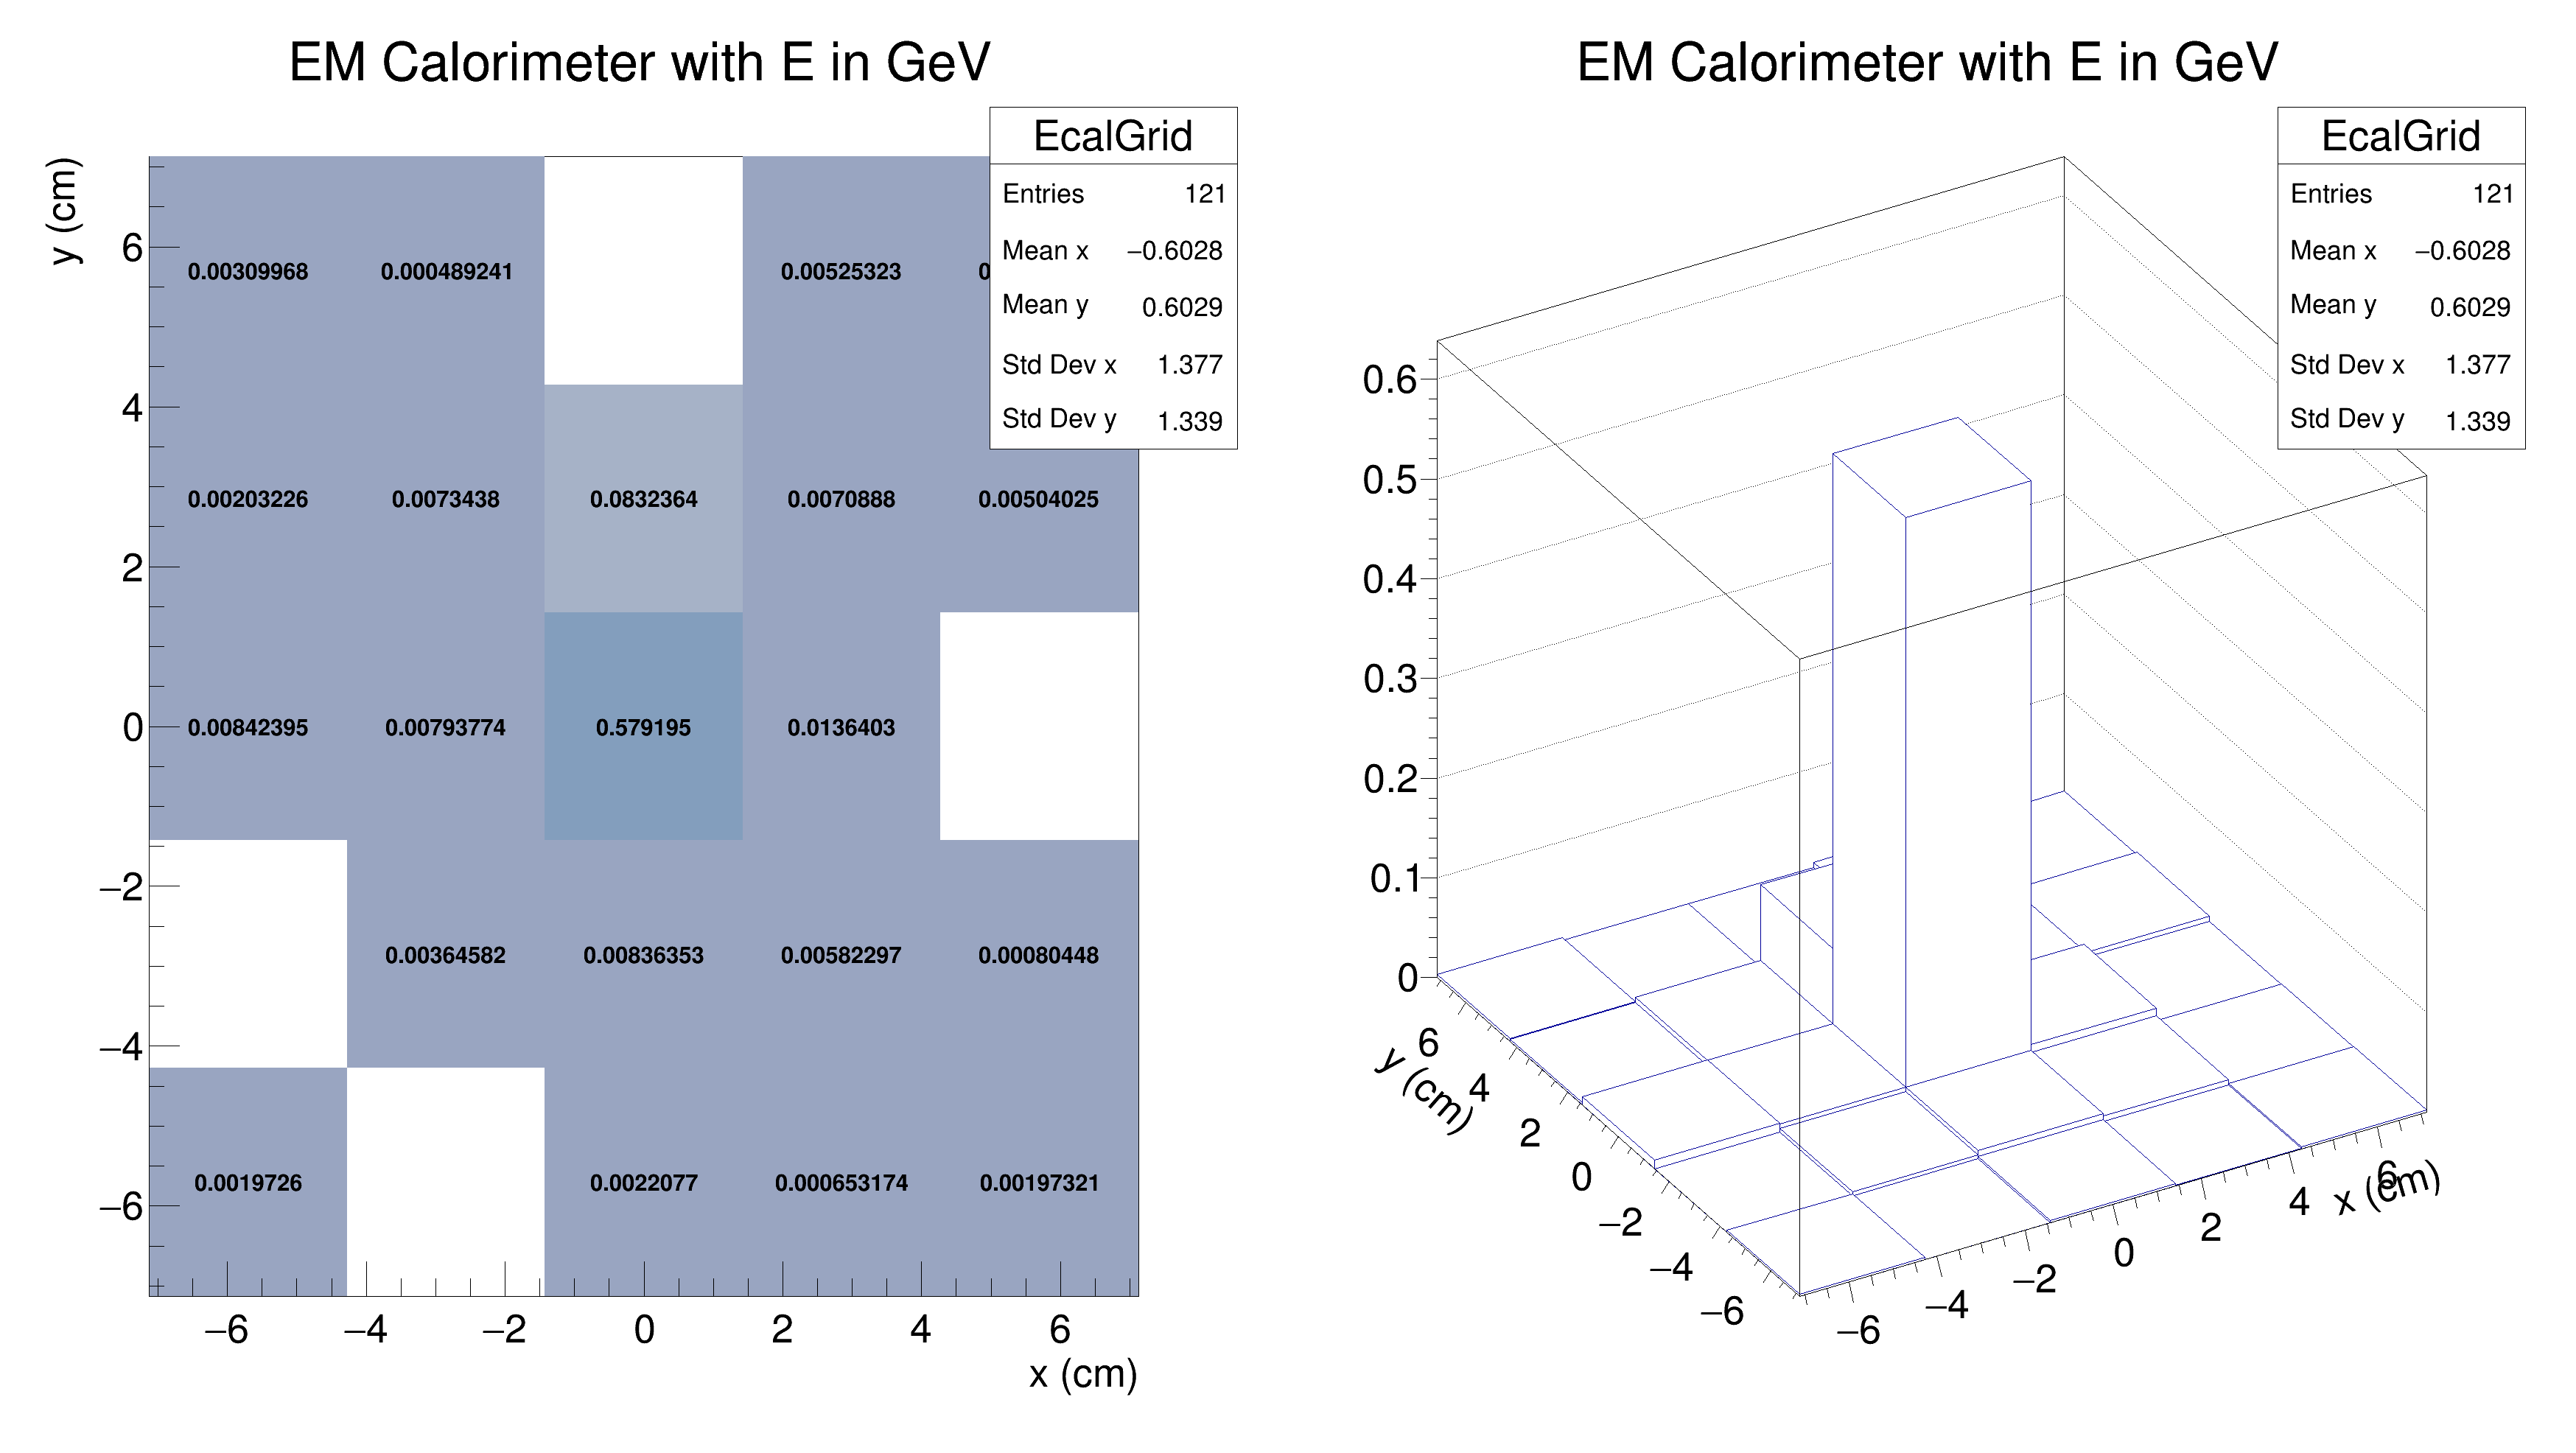 EM Calorimeter with E in GeV
EcalGrid
Entries 121
Mean x −0.6028
Mean y 0.6029
Std Dev x 1.377
Std Dev y 1.339
y (cm)
6
4
2
0
−2
−4
−6
0.00309968 0.000489241 0.00525323
0.00203226 0.0073438 0.0832364 0.0070888 0.00504025
0.00842395 0.00793774 0.579195 0.0136403
0.00364582 0.00836353 0.00582297 0.00080448
0.0019726 0.0022077 0.000653174 0.00197321
−6 −4 −2 0 2 4 6
x (cm)
EM Calorimeter with E in GeV
EcalGrid
Entries 121
Mean x −0.6028
Mean y 0.6029
Std Dev x 1.377
Std Dev y 1.339
0.6
0.5
0.4
0.3
0.2
0.1
0
y (cm)
6
4
2
0
−2
−4
−6
−6 −4 −2 0 2 4 6
x (cm)